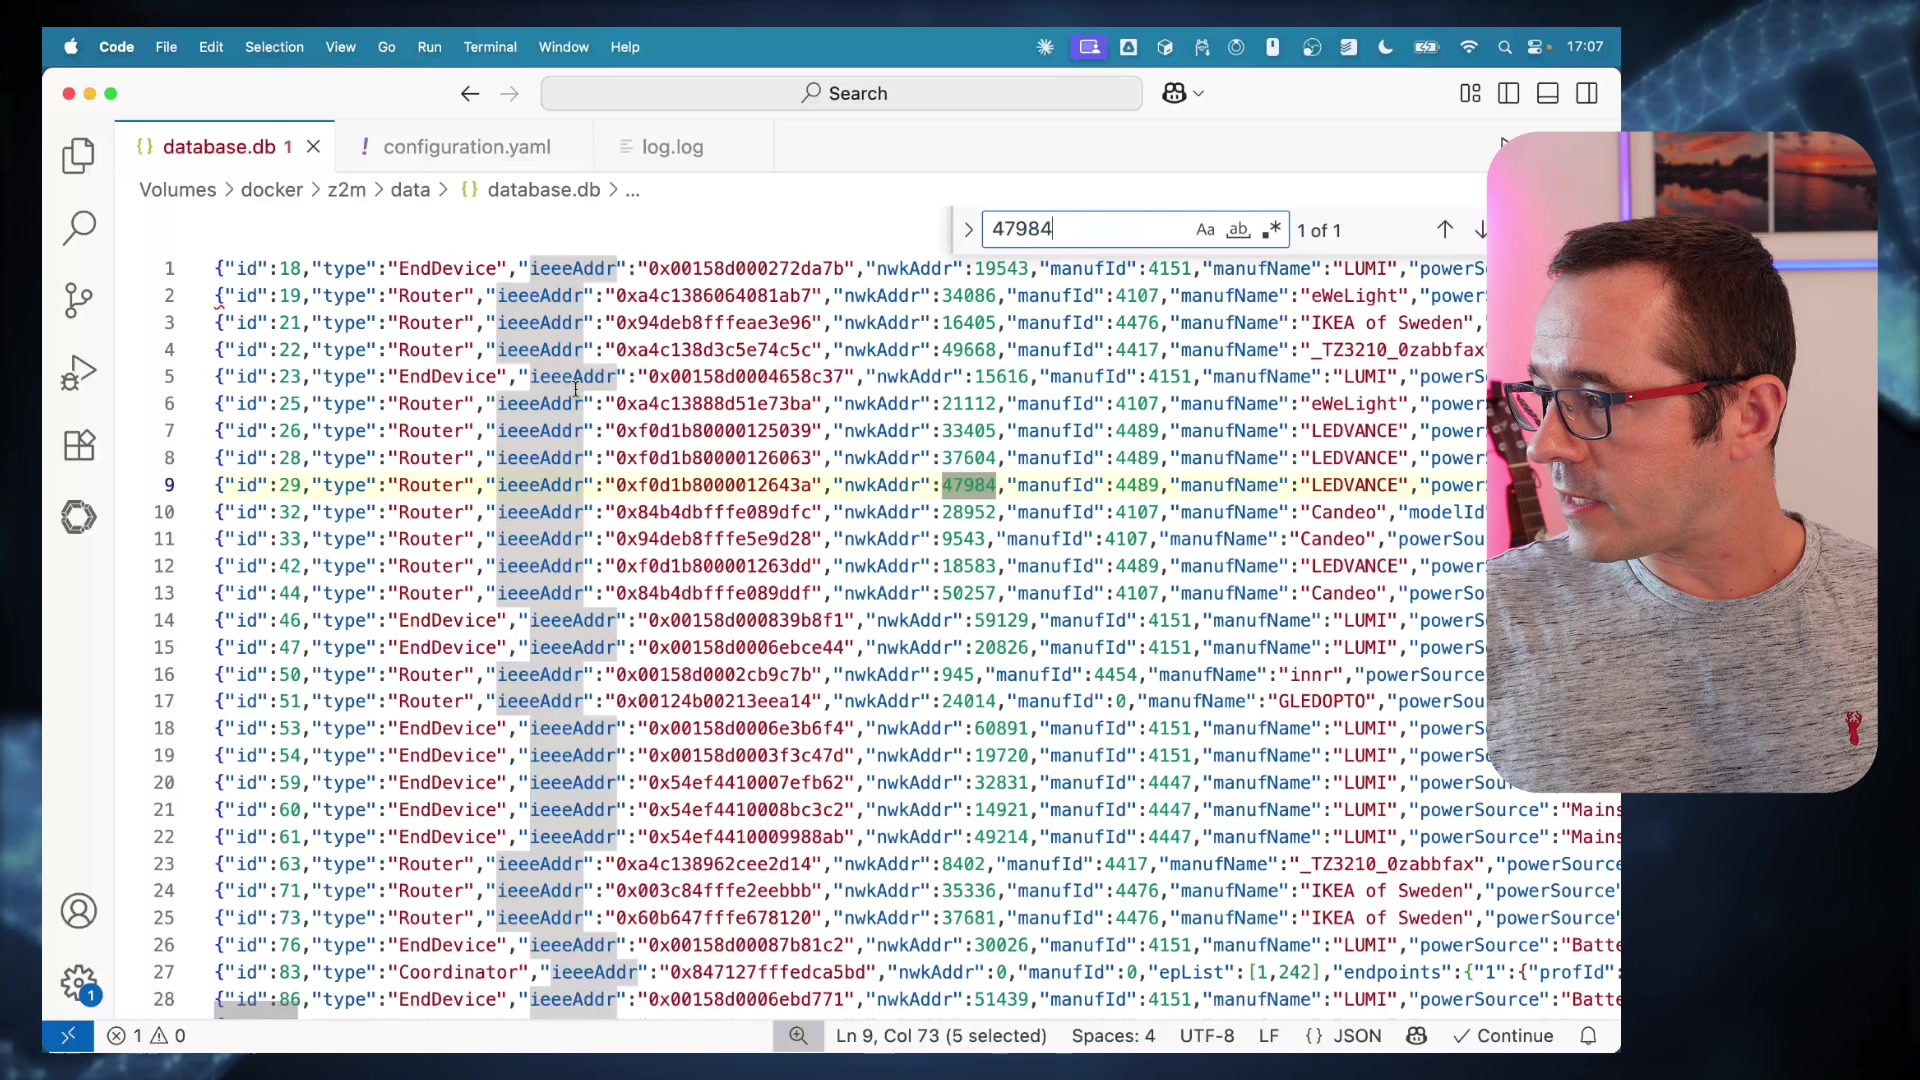 Code File Edit Selection View Go Run Terminal Window Help 17:07
Search
database.db 1 configuration.yaml log.log
Volumes > docker > z2m > data > {} database.db > ...
47984 Aa ab 1 of 1
1 {"id":18,"type":"EndDevice","ieeeAddr":"0x00158d000272da7b","nwkAddr":19543,"manufId":4151,"manufName":"LUMI","powerS
2 {"id":19,"type":"Router","ieeeAddr":"0xa4c1386064081ab7","nwkAddr":34086,"manufId":4107,"manufName":"eWeLight","power
3 {"id":21,"type":"Router","ieeeAddr":"0x94deb8fffeae3e96","nwkAddr":16405,"manufId":4476,"manufName":"IKEA of Sweden",
4 {"id":22,"type":"Router","ieeeAddr":"0xa4c138d3c5e74c5c","nwkAddr":49668,"manufId":4417,"manufName":"_TZ3210_0zabbfax"
5 {"id":23,"type":"EndDevice","ieeeAddr":"0x00158d0004658c37","nwkAddr":15616,"manufId":4151,"manufName":"LUMI","powerS
6 {"id":25,"type":"Router","ieeeAddr":"0xa4c13888d51e73ba","nwkAddr":21112,"manufId":4107,"manufName":"eWeLight","power
7 {"id":26,"type":"Router","ieeeAddr":"0xf0d1b80000125039","nwkAddr":33405,"manufId":4489,"manufName":"LEDVANCE","power
8 {"id":28,"type":"Router","ieeeAddr":"0xf0d1b80000126063","nwkAddr":37604,"manufId":4489,"manufName":"LEDVANCE","power
9 {"id":29,"type":"Router","ieeeAddr":"0xf0d1b8000012643a","nwkAddr":47984,"manufId":4489,"manufName":"LEDVANCE","power
10 {"id":32,"type":"Router","ieeeAddr":"0x84b4dbfffe089dfc","nwkAddr":28952,"manufId":4107,"manufName":"Candeo","modelId
11 {"id":33,"type":"Router","ieeeAddr":"0x94deb8fffe5e9d28","nwkAddr":9543,"manufId":4107,"manufName":"Candeo","powerSou
12 {"id":42,"type":"Router","ieeeAddr":"0xf0d1b800001263dd","nwkAddr":18583,"manufId":4489,"manufName":"LEDVANCE","power
13 {"id":44,"type":"Router","ieeeAddr":"0x84b4dbfffe089ddf","nwkAddr":50257,"manufId":4107,"manufName":"Candeo","powerSo
14 {"id":46,"type":"EndDevice","ieeeAddr":"0x00158d000839b8f1","nwkAddr":59129,"manufId":4151,"manufName":"LUMI","powerS
15 {"id":47,"type":"EndDevice","ieeeAddr":"0x00158d0006ebce44","nwkAddr":20826,"manufId":4151,"manufName":"LUMI","powerS
16 {"id":50,"type":"Router","ieeeAddr":"0x00158d0002cb9c7b","nwkAddr":945,"manufId":4454,"manufName":"innr","powerSource
17 {"id":51,"type":"Router","ieeeAddr":"0x00124b00213eea14","nwkAddr":24014,"manufId":0,"manufName":"GLEDOPTO","powerSou
18 {"id":53,"type":"EndDevice","ieeeAddr":"0x00158d0006e3b6f4","nwkAddr":60891,"manufId":4151,"manufName":"LUMI","powerS
19 {"id":54,"type":"EndDevice","ieeeAddr":"0x00158d0003f3c47d","nwkAddr":19720,"manufId":4151,"manufName":"LUMI","powerS
20 {"id":59,"type":"EndDevice","ieeeAddr":"0x54ef4410007efb62","nwkAddr":32831,"manufId":4447,"manufName":"LUMI","powerSou
21 {"id":60,"type":"EndDevice","ieeeAddr":"0x54ef4410008bc3c2","nwkAddr":14921,"manufId":4447,"manufName":"LUMI","powerSource":"Mains
22 {"id":61,"type":"EndDevice","ieeeAddr":"0x54ef4410009988ab","nwkAddr":49214,"manufId":4447,"manufName":"LUMI","powerSource":"Mains
23 {"id":63,"type":"Router","ieeeAddr":"0xa4c138962cee2d14","nwkAddr":8402,"manufId":4417,"manufName":"_TZ3210_0zabbfax","powerSource
24 {"id":71,"type":"Router","ieeeAddr":"0x003c84fffe2eebbb","nwkAddr":35336,"manufId":4476,"manufName":"IKEA of Sweden","powerSource"
25 {"id":73,"type":"Router","ieeeAddr":"0x60b647fffe678120","nwkAddr":37681,"manufId":4476,"manufName":"IKEA of Sweden","powerSource"
26 {"id":76,"type":"EndDevice","ieeeAddr":"0x00158d00087b81c2","nwkAddr":30026,"manufId":4151,"manufName":"LUMI","powerSource":"Batte
27 {"id":83,"type":"Coordinator","ieeeAddr":"0x847127fffedca5bd","nwkAddr":0,"manufId":0,"epList":[1,242],"endpoints":{"1":{"profId":
28 {"id":86,"type":"EndDevice","ieeeAddr":"0x00158d0006ebd771","nwkAddr":51439,"manufId":4151,"manufName":"LUMI","powerSource":"Batte
1
1 0 Ln 9, Col 73 (5 selected) Spaces: 4 UTF-8 LF {} JSON Continue